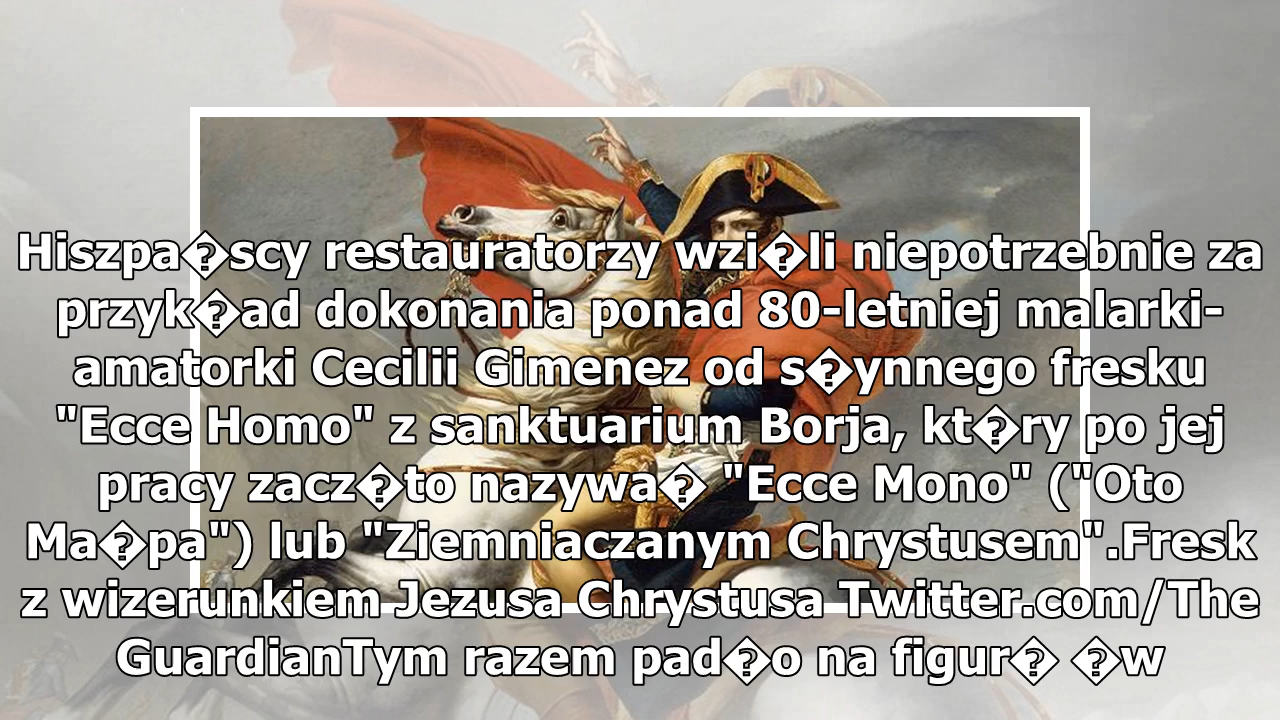 Hiszpa�scy restauratorzy wzi�li niepotrzebnie za
przyk�ad dokonania ponad 80-letniej malarki-
amatorki Cecilii Gimenez od s�ynnego fresku
"Ecce Homo" z sanktuarium Borja, kt�ry po jej
pracy zacz�to nazywa� "Ecce Mono" ("Oto
Ma�pa") lub "Ziemniaczanym Chrystusem".Fresk
z wizerunkiem Jezusa Chrystusa Twitter.com/The
GuardianTym razem pad�o na figur� �w